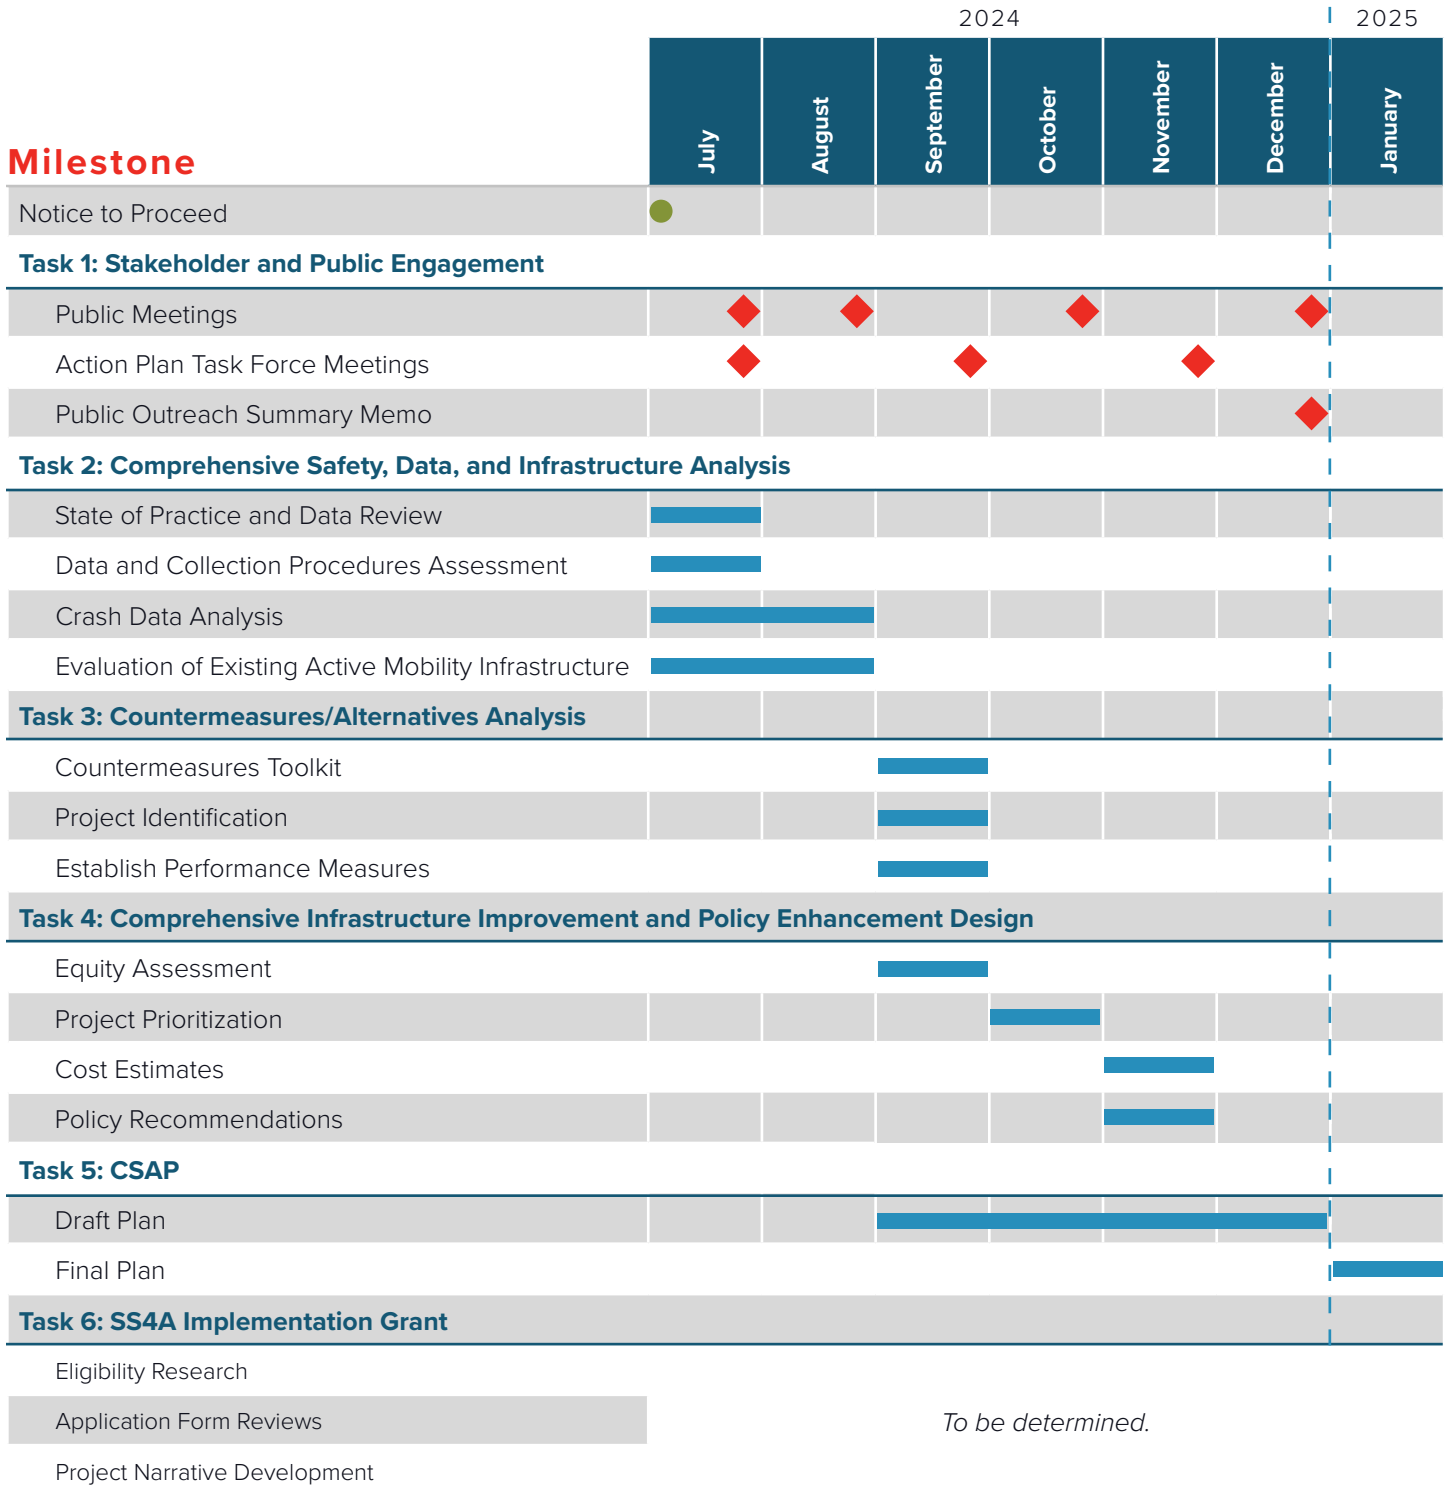 2024 2025
July August September October November December January
Milestone
Notice to Proceed
Task 1: Stakeholder and Public Engagement
Public Meetings
Action Plan Task Force Meetings
Public Outreach Summary Memo
Task 2: Comprehensive Safety, Data, and Infrastructure Analysis
State of Practice and Data Review
Data and Collection Procedures Assessment
Crash Data Analysis
Evaluation of Existing Active Mobility Infrastructure
Task 3: Countermeasures/Alternatives Analysis
Countermeasures Toolkit
Project Identification
Establish Performance Measures
Task 4: Comprehensive Infrastructure Improvement and Policy Enhancement Design
Equity Assessment
Project Prioritization
Cost Estimates
Policy Recommendations
Task 5: CSAP
Draft Plan
Final Plan
Task 6: SS4A Implementation Grant
Eligibility Research
Application Form Reviews
To be determined.
Project Narrative Development